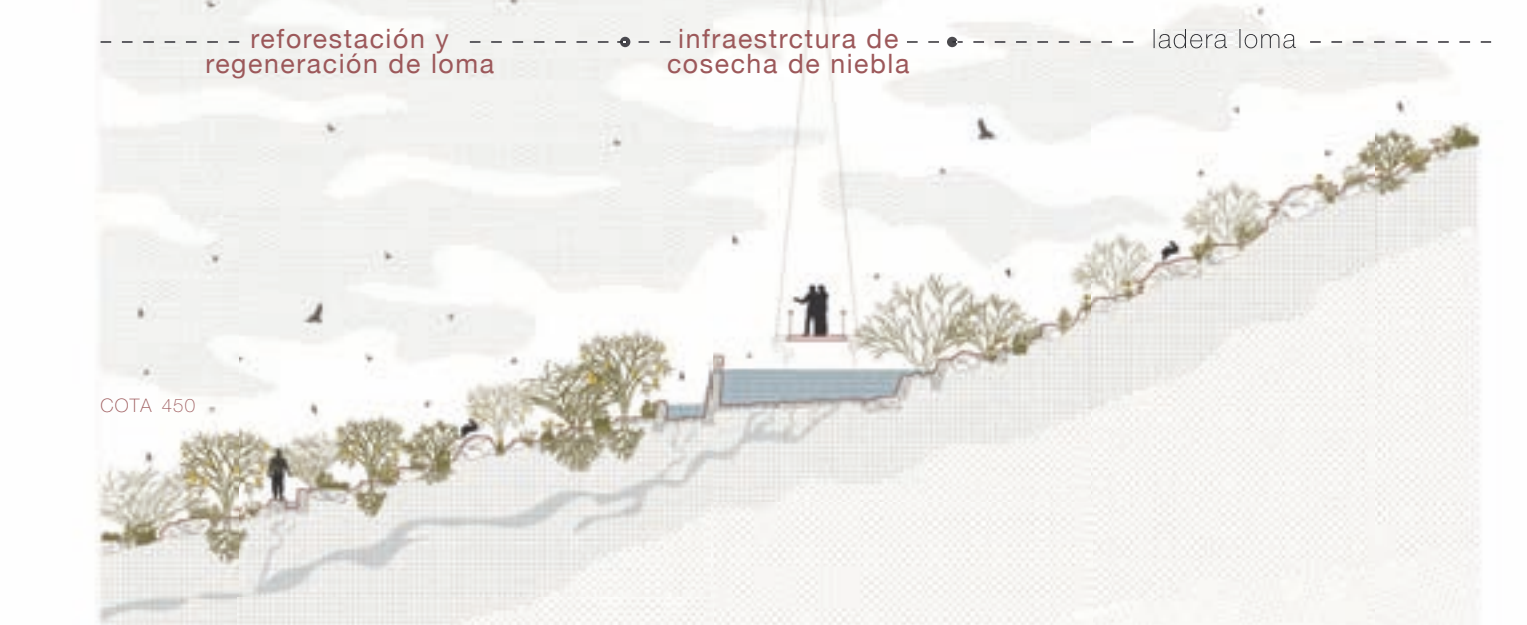 reforestación y
regeneración de loma
infraestrctura de
cosecha de niebla
ladera loma
COTA 450